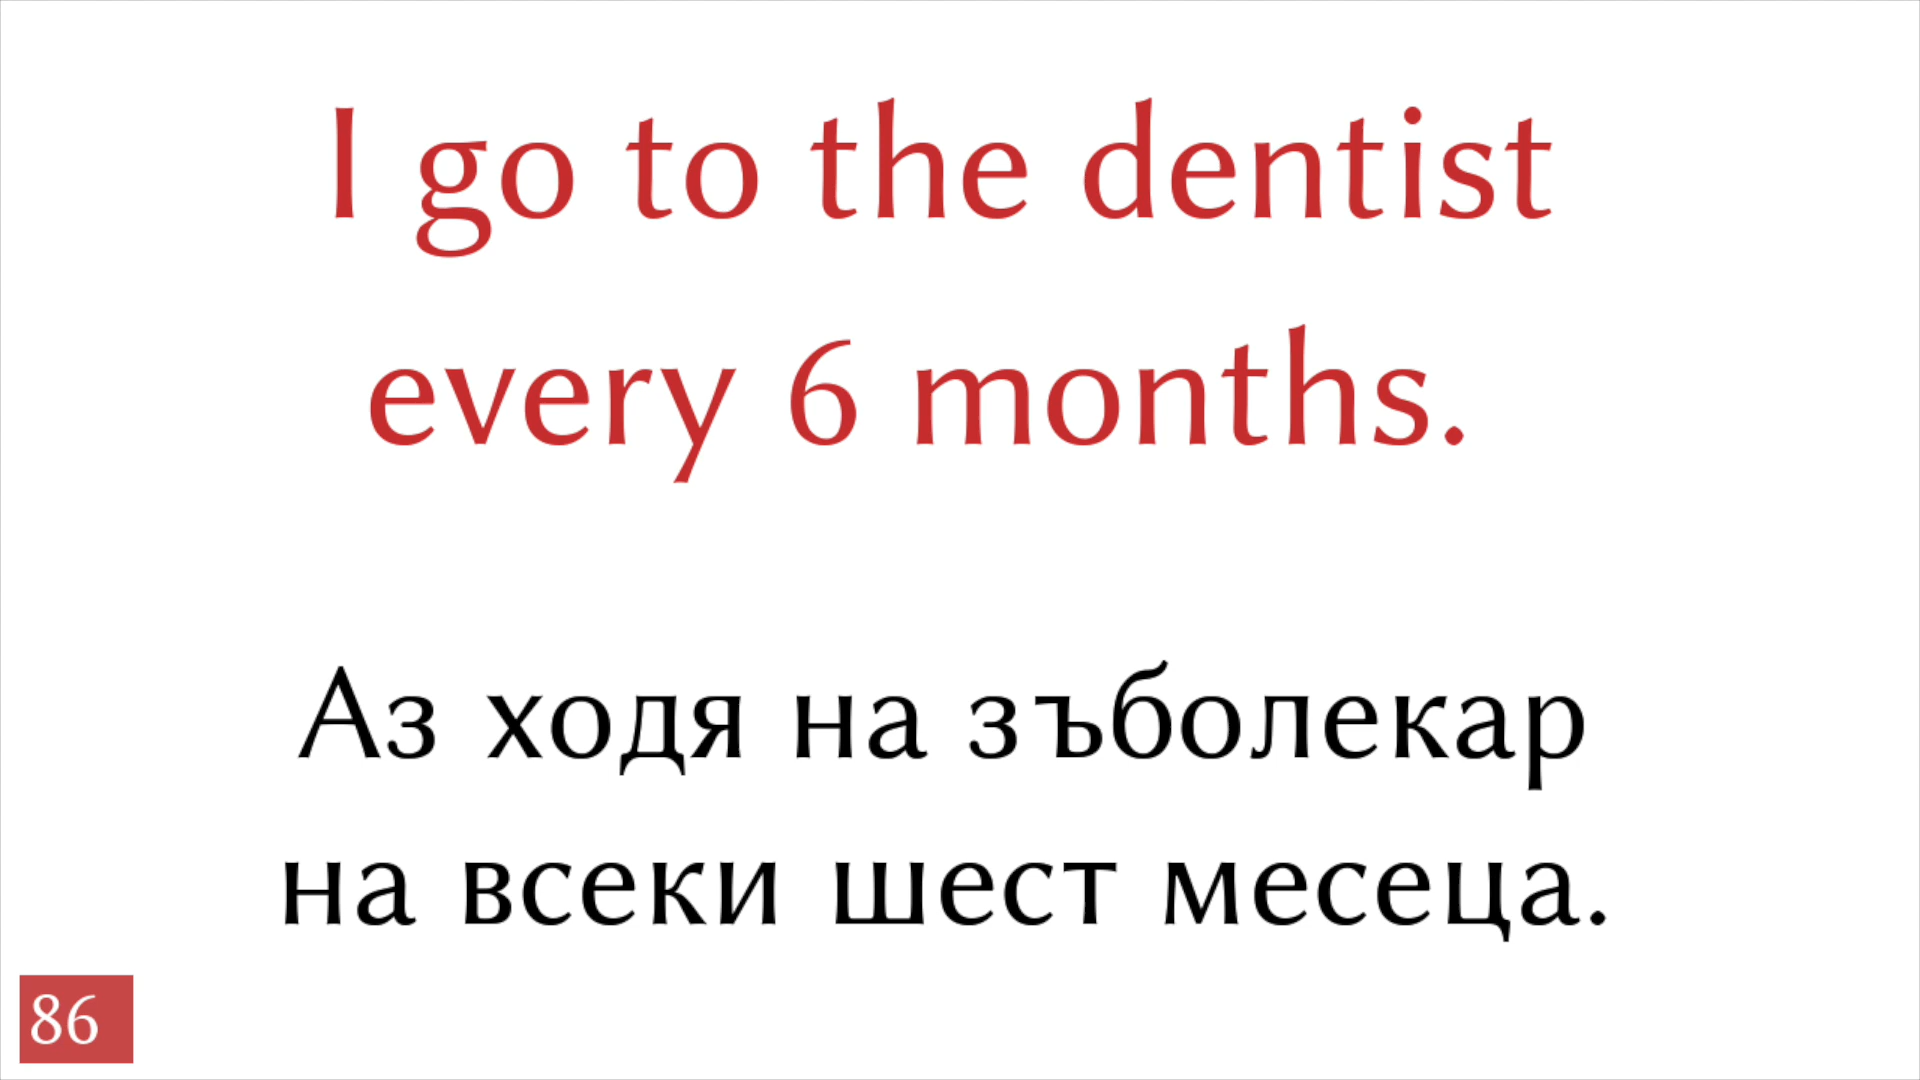 I go to the dentist
every 6 months.
Аз ходя на зъболекар
на всеки шест месеца.
86